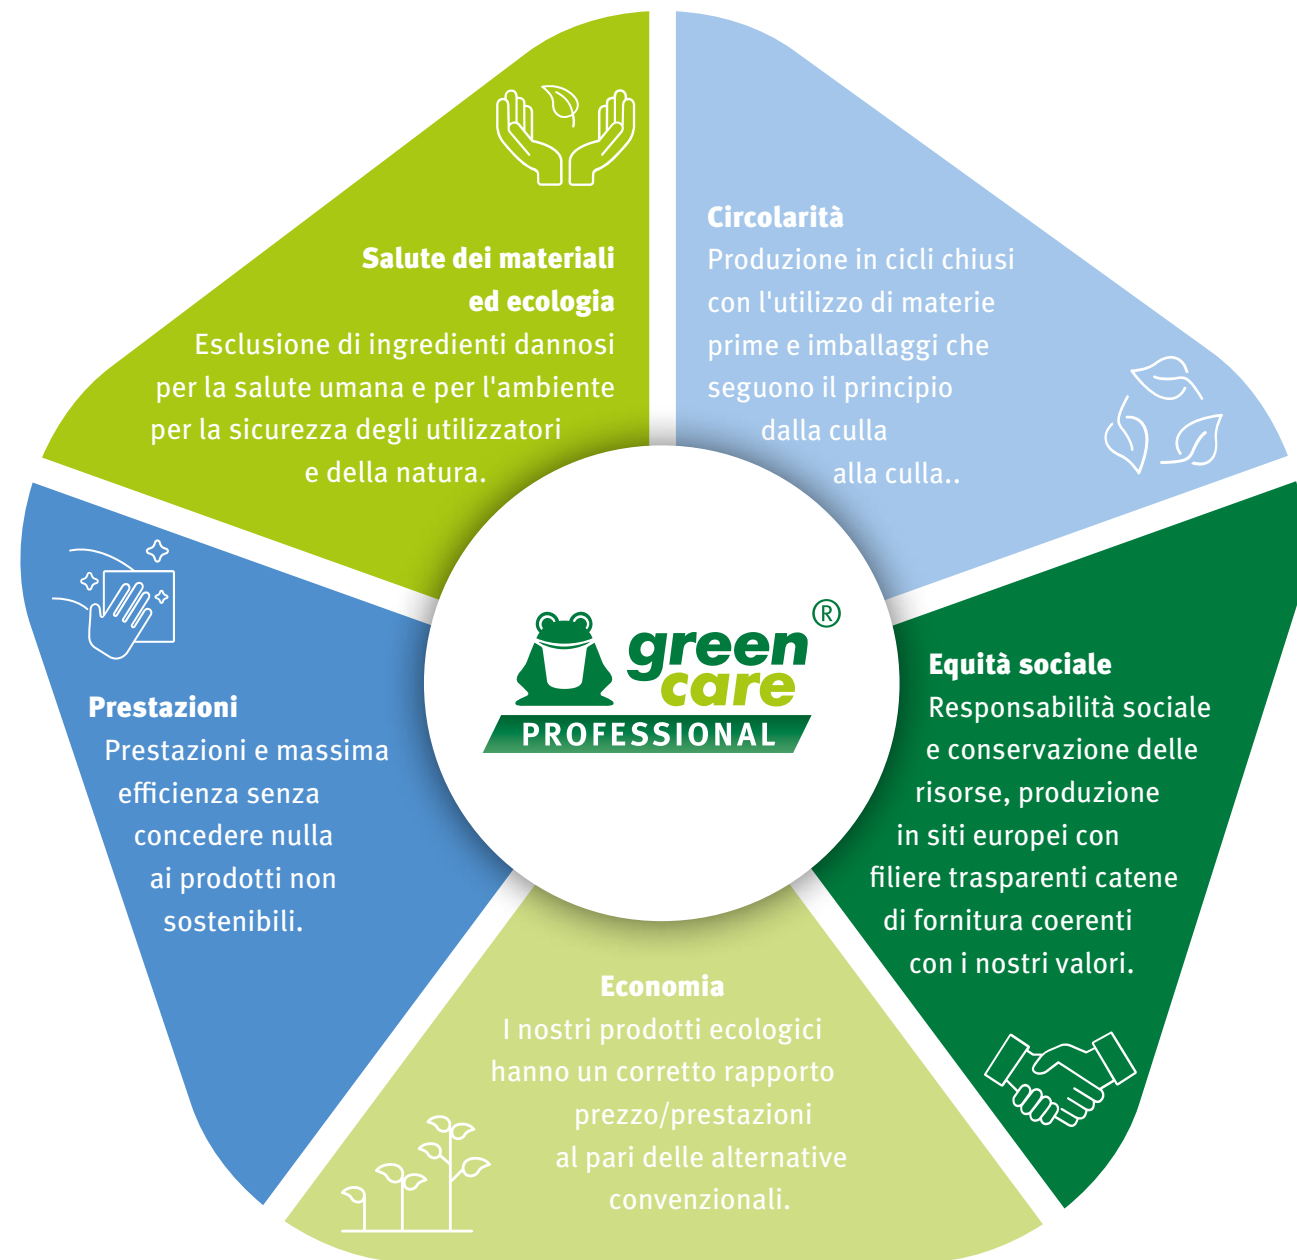 Salute dei materiali
ed ecologia
Esclusione di ingredienti dannosi
per la salute umana e per l'ambiente
per la sicurezza degli utilizzatori
e della natura.
Circolarità
Produzione in cicli chiusi
con l'utilizzo di materie
prime e imballaggi che
seguono il principio
dalla culla
alla culla..
Equità sociale
Responsabilità sociale
e conservazione delle
risorse, produzione
in siti europei con
filiere trasparenti catene
di fornitura coerenti
con i nostri valori.
Economia
I nostri prodotti ecologici
hanno un corretto rapporto
prezzo/prestazioni
al pari delle alternative
convenzionali.
Prestazioni
Prestazioni e massima
efficienza senza
concedere nulla
ai prodotti non
sostenibili.
green ®
care
PROFESSIONAL